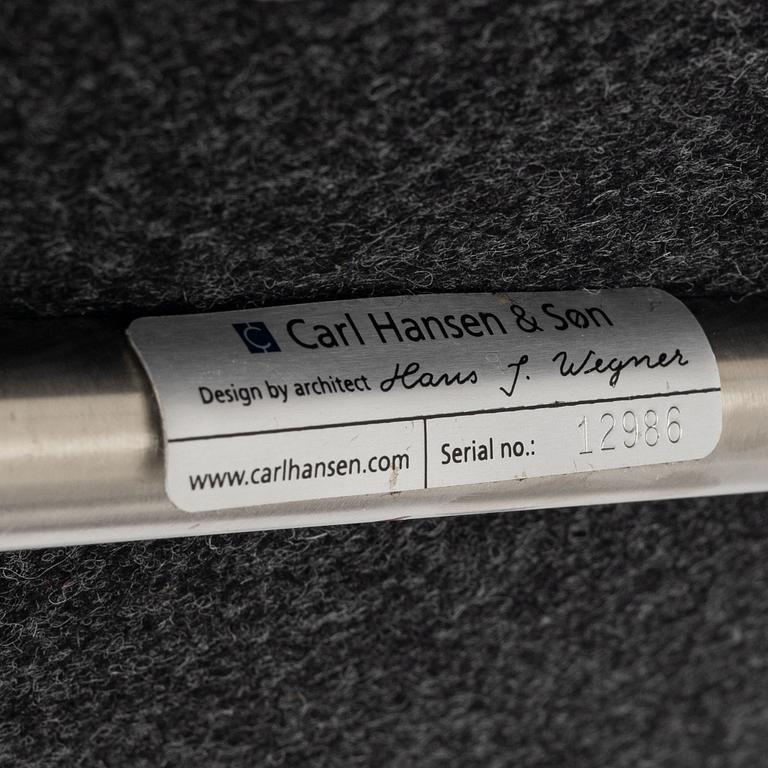 Carl Hansen & Søn
Design by architect Hans J. Wegner
www.carlhansen.com
Serial no.: 12986